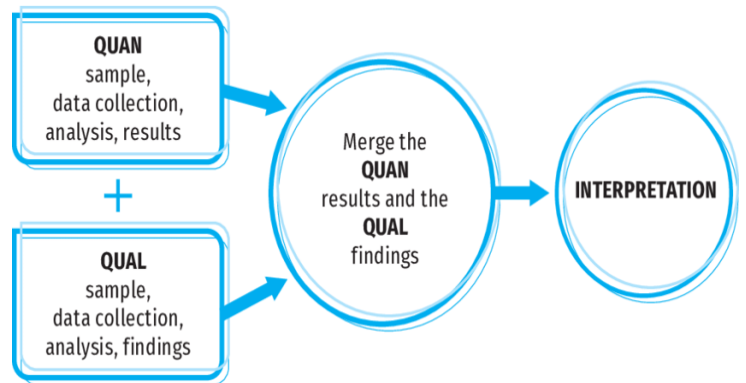 QUAN
sample,
data collection,
analysis, results
+
QUAL
sample,
data collection,
analysis, findings
Merge the
QUAN
results and the
QUAL
findings
INTERPRETATION